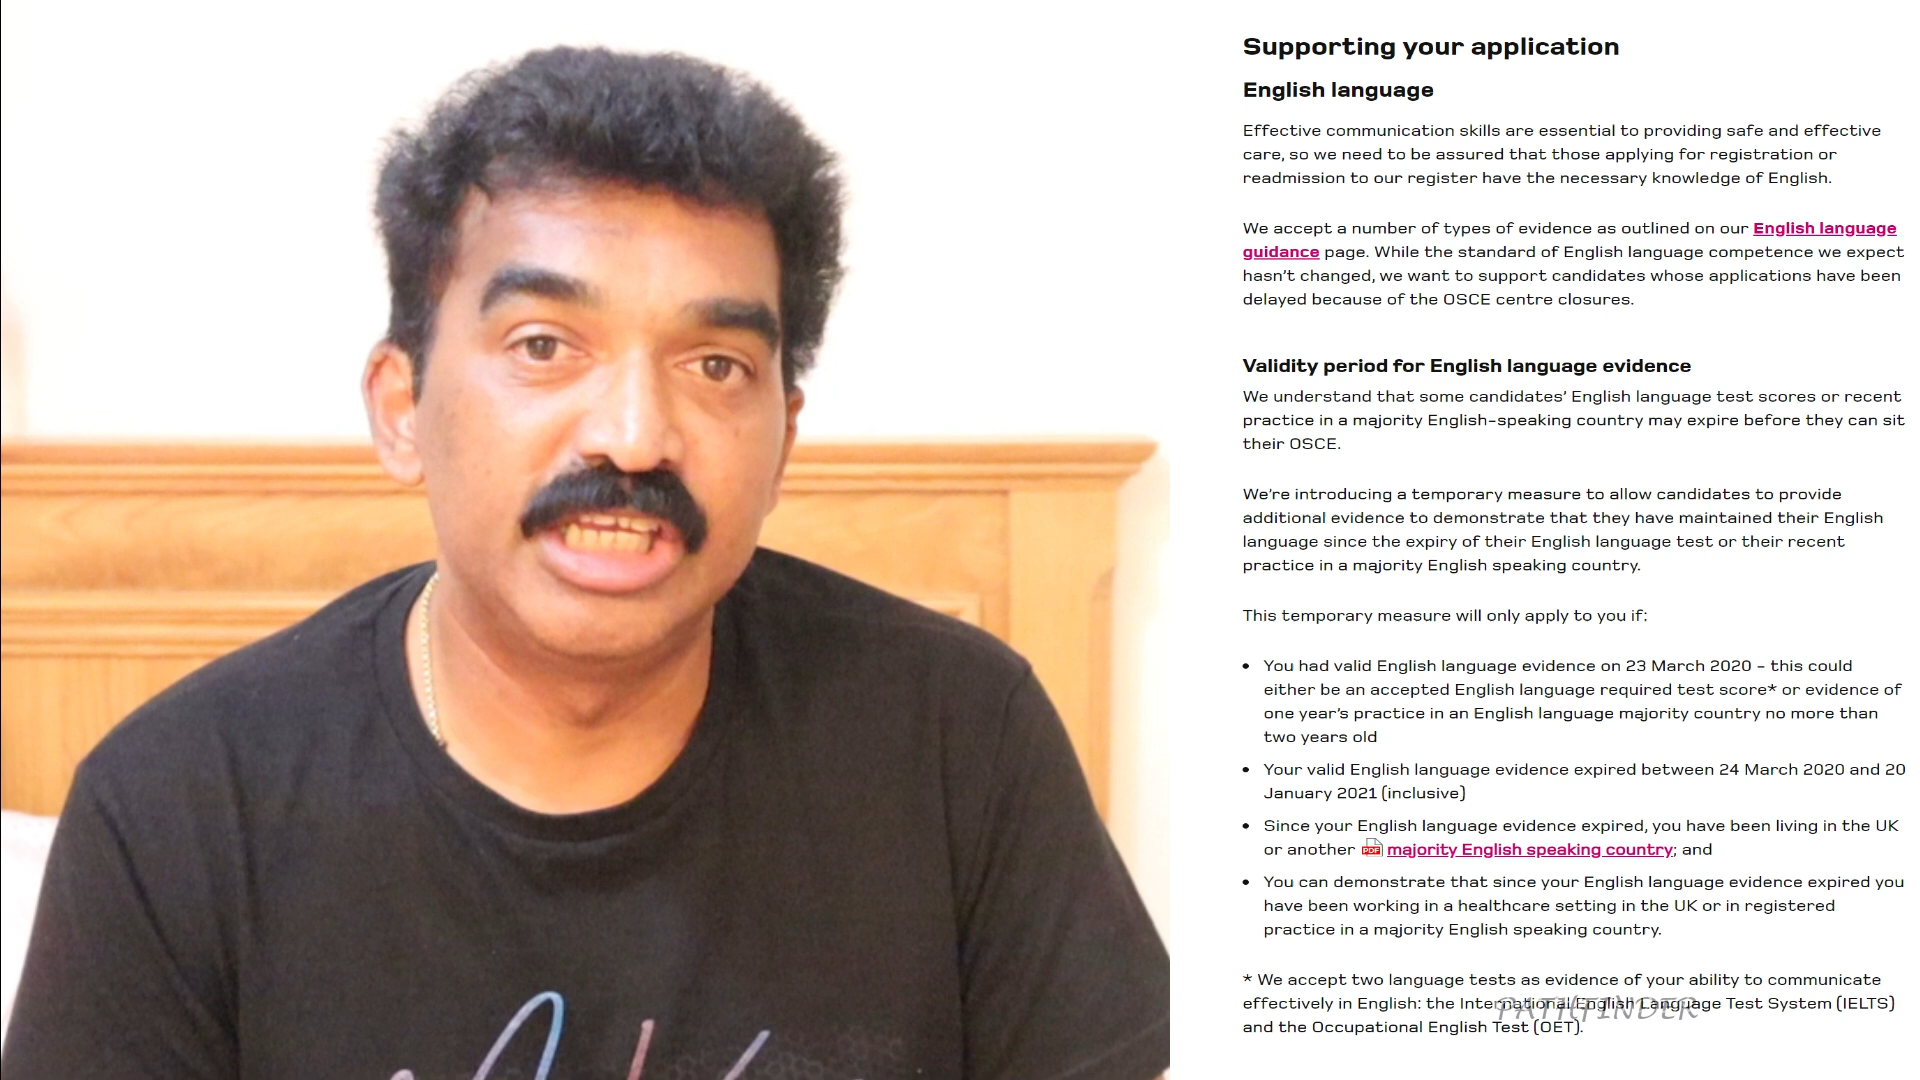 Supporting your application
English language
Effective communication skills are essential to providing safe and effective
care, so we need to be assured that those applying for registration or
readmission to our register have the necessary knowledge of English.
We accept a number of types of evidence as outlined on our English language
guidance page. While the standard of English language competence we expect
hasn't changed, we want to support candidates whose applications have been
delayed because of the OSCE centre closures.
Validity period for English language evidence
We understand that some candidates' English language test scores or recent
practice in a majority English-speaking country may expire before they can sit
their OSCE.
We're introducing a temporary measure to allow candidates to provide
additional evidence to demonstrate that they have maintained their English
language since the expiry of their English language test or their recent
practice in a majority English speaking country.
This temporary measure will only apply to you if:
• You had valid English language evidence on 23 March 2020 – this could
either be an accepted English language required test score* or evidence of
one year's practice in an English language majority country no more than
two years old
• Your valid English language evidence expired between 24 March 2020 and 20
January 2021 (inclusive)
• Since your English language evidence expired, you have been living in the UK
or another PDF majority English speaking country; and
• You can demonstrate that since your English language evidence expired you
have been working in a healthcare setting in the UK or in registered
practice in a majority English speaking country.
* We accept two language tests as evidence of your ability to communicate
effectively in English: the International English Language Test System (IELTS)
and the Occupational English Test (OET).
PATHFINDER